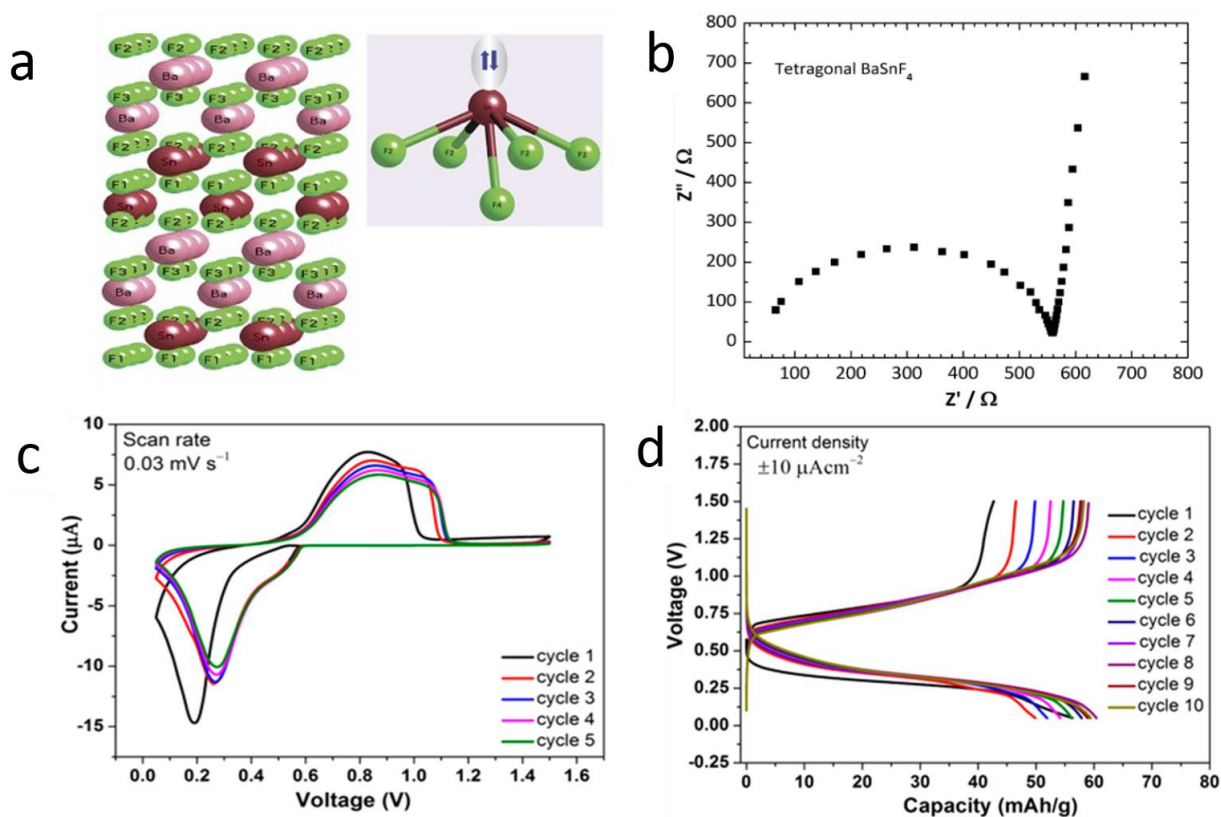 a
F2 F2 F2 F2 F2
Ba Ba
F3 F3 F3
Ba Ba Ba
F2 F2 F2
Sn Sn
F1 F1 F1 F1 F1
Sn Sn Sn
F2 F2 F2
Ba Ba
F3 F3 F3
Ba Ba Ba
F2 F2 F2
Sn Sn
F1 F1 F1 F1 F1
F2 F2 F2 F2
F4
b
Tetragonal BaSnF₄
Z" / Ω
800
700
600
500
400
300
200
100
0
100 200 300 400 500 600 700 800
Z' / Ω
c
Scan rate
0.03 mV s⁻¹
Current (μA)
10
5
0
-5
-10
-15
cycle 1
cycle 2
cycle 3
cycle 4
cycle 5
0.0 0.2 0.4 0.6 0.8 1.0 1.2 1.4 1.6
Voltage (V)
d
Current density
±10 μAcm⁻²
Voltage (V)
2.00
1.75
1.50
1.25
1.00
0.75
0.50
0.25
0.00
-0.25
cycle 1
cycle 2
cycle 3
cycle 4
cycle 5
cycle 6
cycle 7
cycle 8
cycle 9
cycle 10
0 10 20 30 40 50 60 70 80
Capacity (mAh/g)